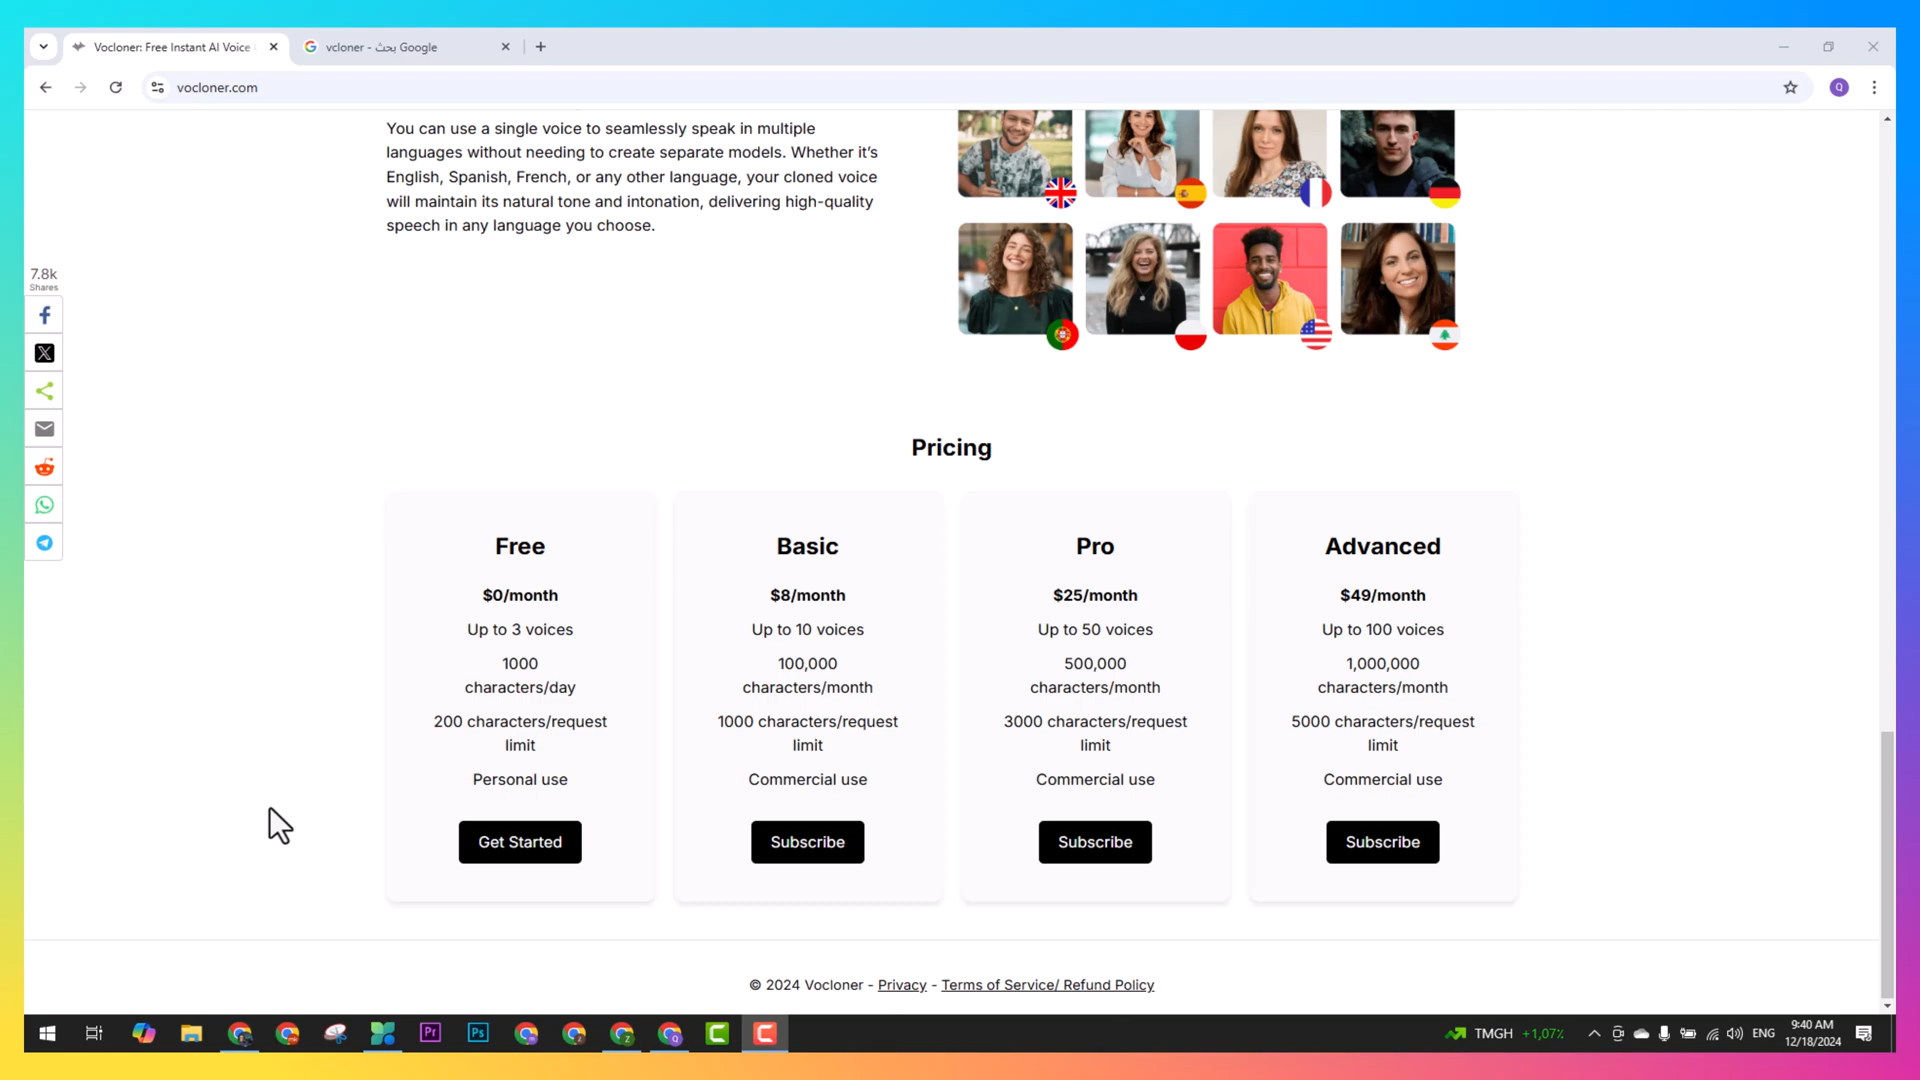 Vocloner: Free Instant AI Voice
vcloner - بحث Google
vocloner.com
You can use a single voice to seamlessly speak in multiple
languages without needing to create separate models. Whether it's
English, Spanish, French, or any other language, your cloned voice
will maintain its natural tone and intonation, delivering high-quality
speech in any language you choose.
7.8k
Shares
Pricing
Free
$0/month
Up to 3 voices
1000
characters/day
200 characters/request
limit
Personal use
Get Started
Basic
$8/month
Up to 10 voices
100,000
characters/month
1000 characters/request
limit
Commercial use
Subscribe
Pro
$25/month
Up to 50 voices
500,000
characters/month
3000 characters/request
limit
Commercial use
Subscribe
Advanced
$49/month
Up to 100 voices
1,000,000
characters/month
5000 characters/request
limit
Commercial use
Subscribe
© 2024 Vocloner - Privacy - Terms of Service/ Refund Policy
Pr
Ps
TMGH +1,07%
ENG
9:40 AM
12/18/2024